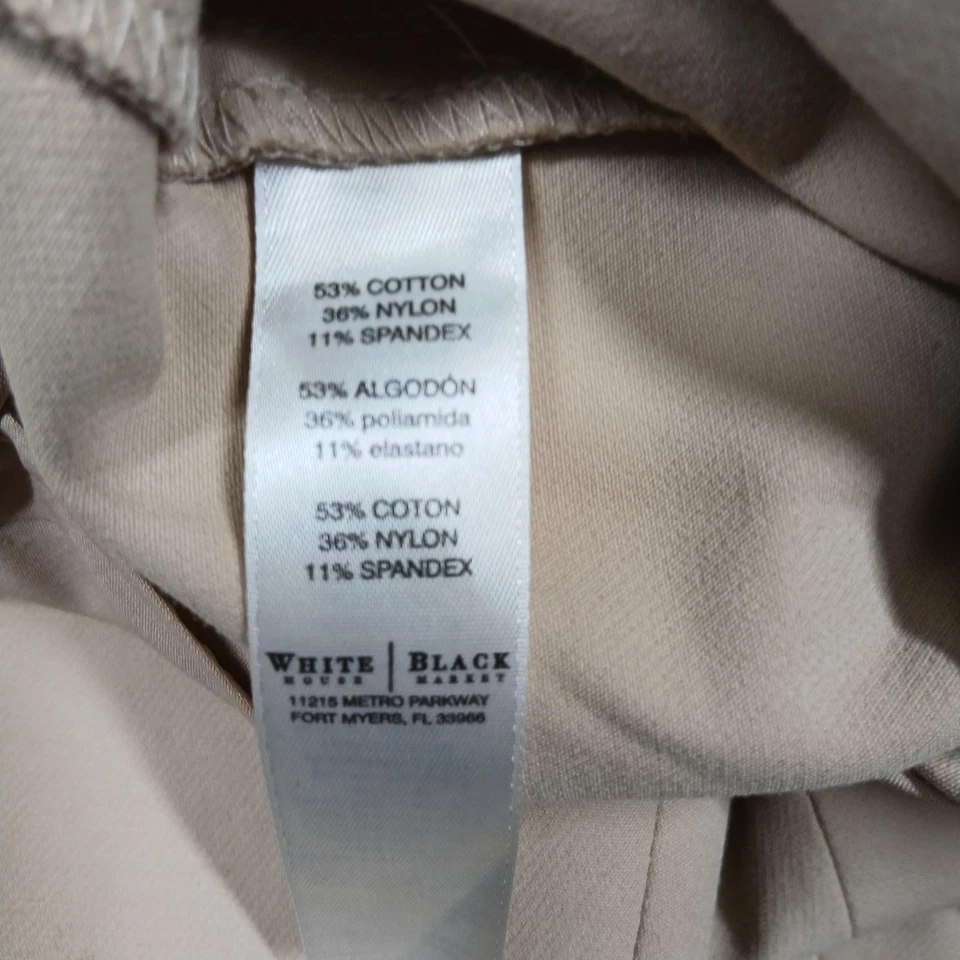 53% COTTON
36% NYLON
11% SPANDEX
53% ALGODÓN
36% poliamida
11% elastano
53% COTON
36% NYLON
11% SPANDEX
WHITE | BLACK
HOUSE MARKET
11215 METRO PARKWAY
FORT MYERS, FL 33966